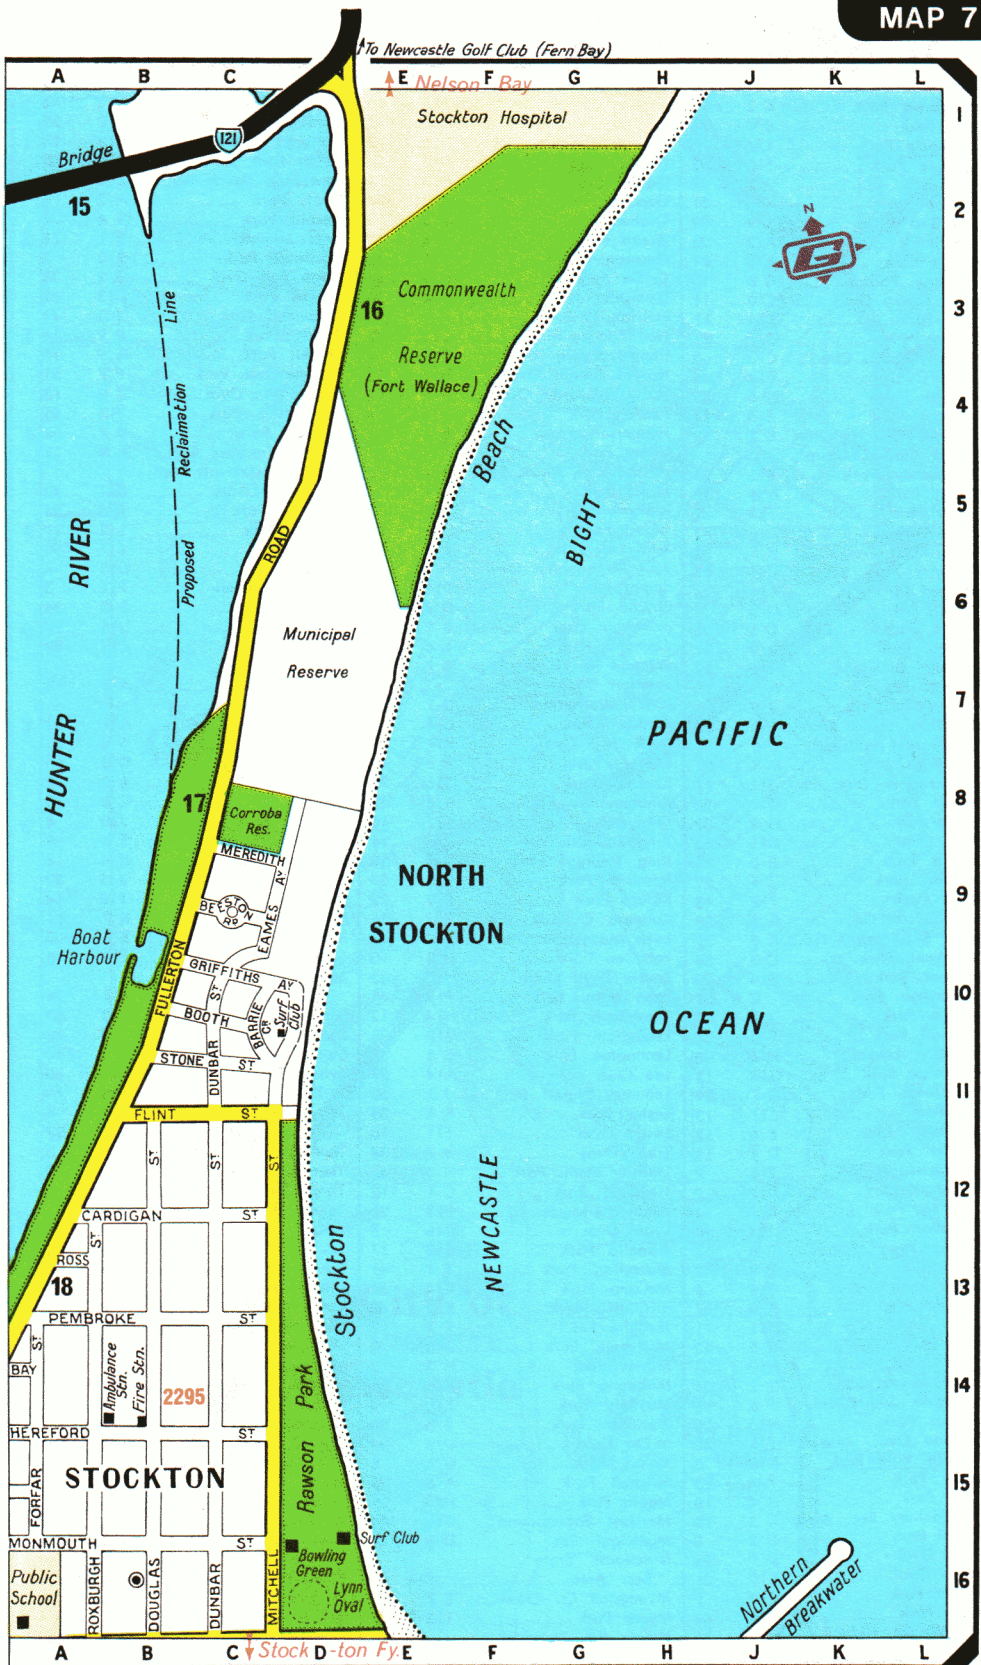 MAP 7
To Newcastle Golf Club (Fern Bay)
A B C E F G H J K L
Nelson Bay
1
Stockton Hospital
121
Bridge
15
2
N
G
Commonwealth
16
3
Line
Reserve
(Fort Wallace)
4
Reclamation
Beach
5
BIGHT
RIVER
ROAD
Proposed
6
Municipal
Reserve
7
HUNTER
PACIFIC
8
17
Corroba
Res.
MEREDITH
AV
NORTH
9
BEESTON
RD
EAMES
STOCKTON
Boat
Harbour
FULLERTON
GRIFFITHS
AV
ST
10
BOOTH
BARRIE
CR
Surf
Club
OCEAN
STONE
ST
DUNBAR
11
FLINT ST
ST
ST
ST
NEWCASTLE
12
CARDIGAN ST
ST
ROSS
18
Stockton
13
PEMBROKE ST
ST
BAY
Ambulance
Stn.
Fire Stn.
2295
Park
14
HEREFORD ST
STOCKTON
Rawson
15
FORFAR
MONMOUTH ST
Surf Club
Public
School
ROXBURGH
DOUGLAS
DUNBAR
MITCHELL
Bowling
Green
Lynn
Oval
Northern
Breakwater
16
Stock-ton Fy.
A B C D E F G H J K L